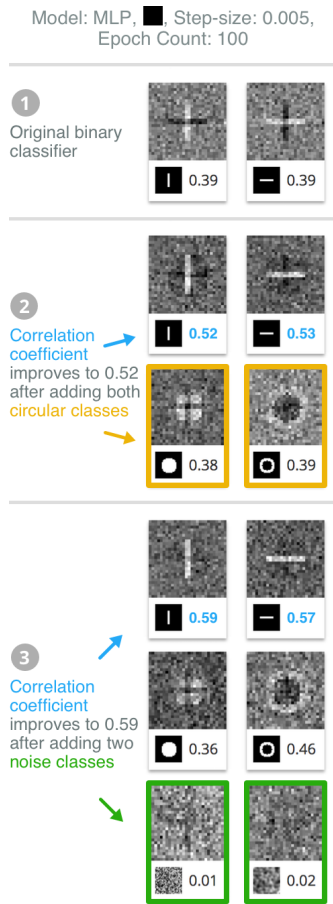 Model: MLP, , Step-size: 0.005,
Epoch Count: 100
1
Original binary
classifier
0.39
0.39
2
Correlation
coefficient
improves to 0.52
after adding both
circular classes
0.52
0.53
0.38
0.39
3
Correlation
coefficient
improves to 0.59
after adding two
noise classes
0.59
0.57
0.36
0.46
0.01
0.02